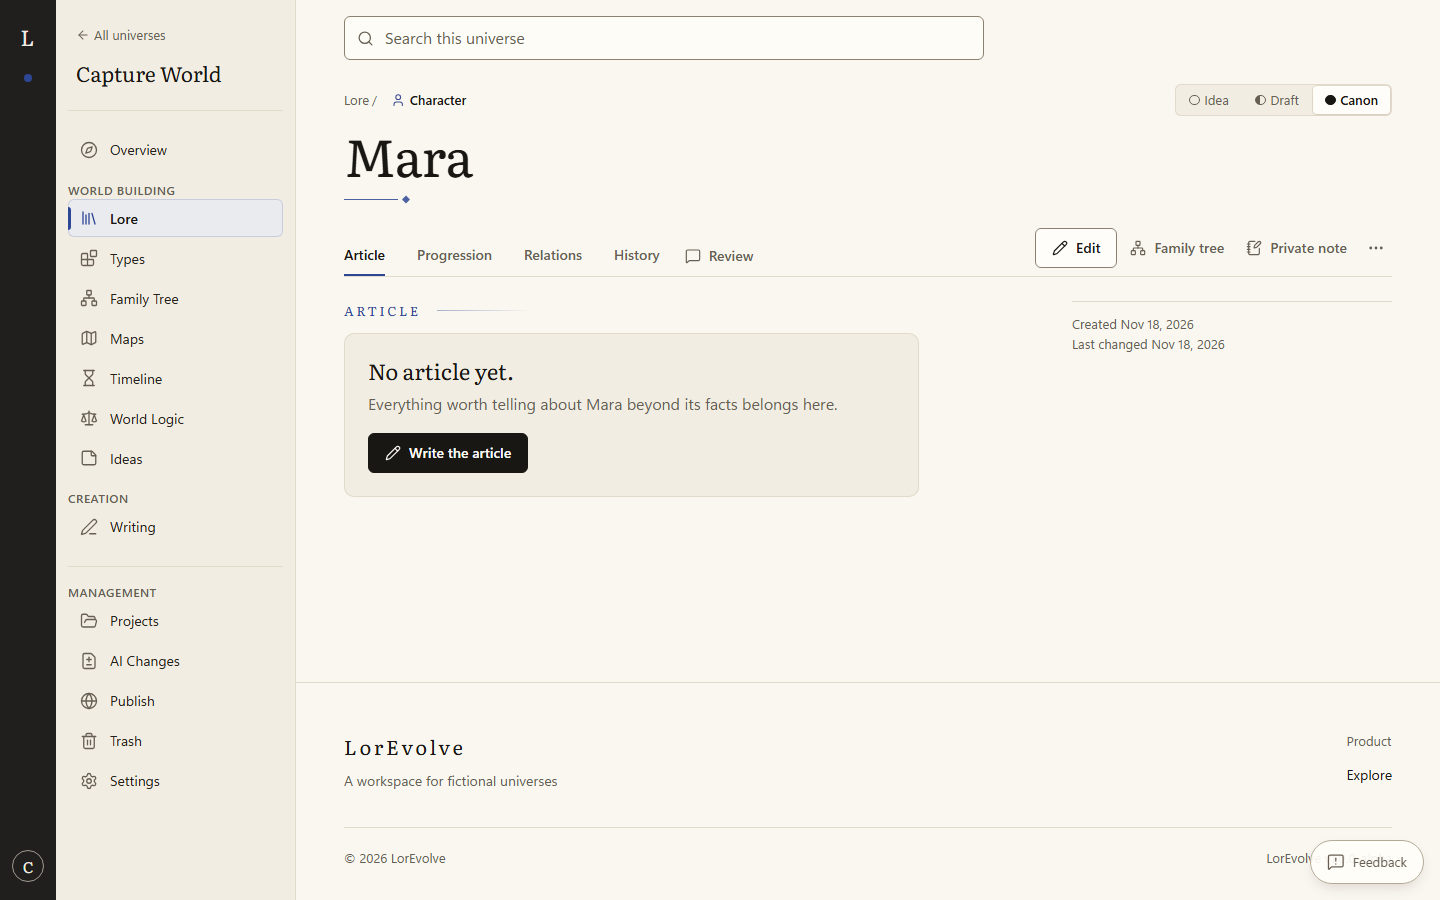 L
← All universes
Capture World
Overview
WORLD BUILDING
Lore
Types
Family Tree
Maps
Timeline
World Logic
Ideas
CREATION
Writing
MANAGEMENT
Projects
AI Changes
Publish
Trash
Settings
C
Search this universe
Lore / Character
Idea Draft Canon
Mara
Article Progression Relations History Review
Edit Family tree Private note ···
ARTICLE
No article yet.
Everything worth telling about Mara beyond its facts belongs here.
Write the article
Created Nov 18, 2026
Last changed Nov 18, 2026
LorEvolve
A workspace for fictional universes
Product
Explore
© 2026 LorEvolve
Feedback